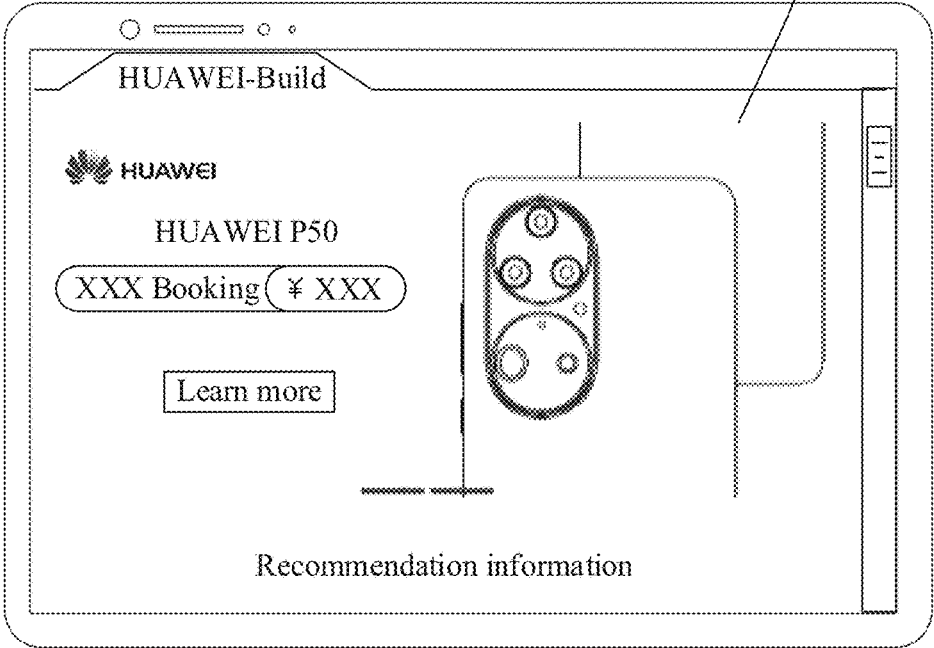 HUAWEI-Build
HUAWEI
HUAWEI P50
XXX Booking ¥ XXX
Learn more
Recommendation information